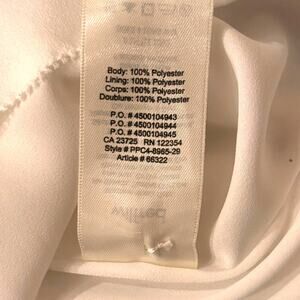 Body: 100% Polyester
Lining: 100% Polyester
Corps: 100% Polyester
Doublure: 100% Polyester
P.O. # 4500104943
P.O. # 4500104944
P.O. # 4500104945
CA 23725 RN 122354
Style # PPC4-8985-29
Article # 66322
wilfred